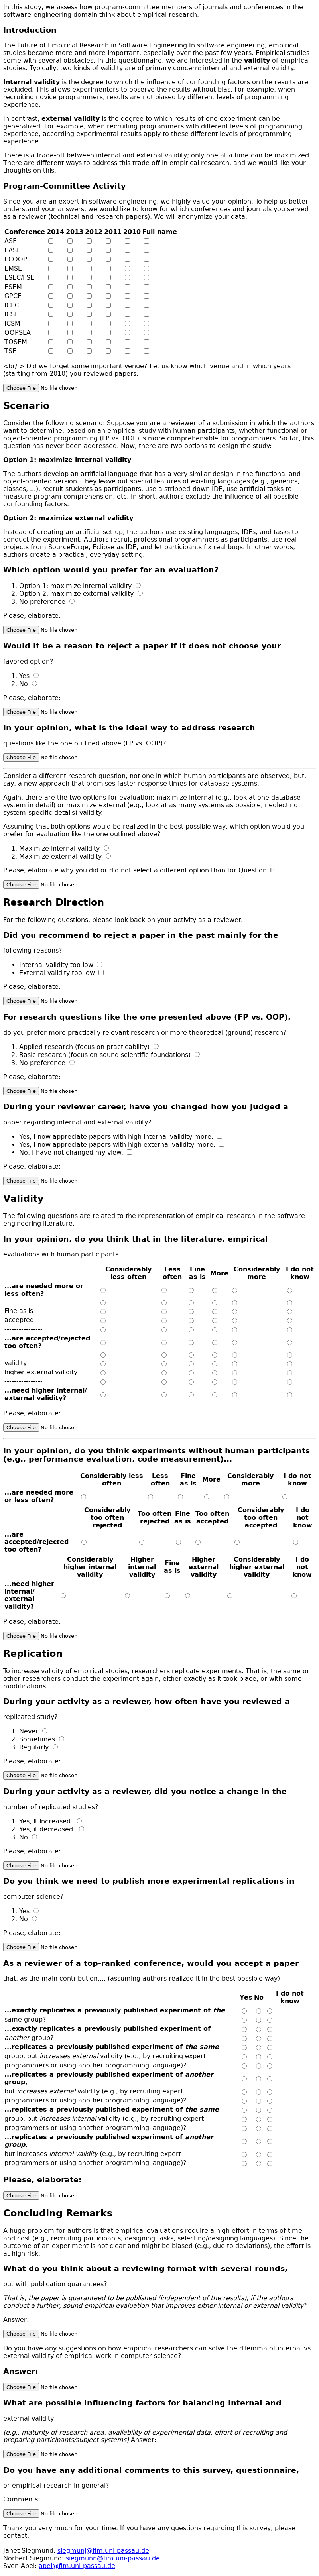 In this study, we assess how program-committee members of journals and conferences in the
software-engineering domain think about empirical research.
Introduction
The Future of Empirical Research in Software Engineering In software engineering, empirical
studies became more and more important, especially over the past few years. Empirical studies
come with several obstacles. In this questionnaire, we are interested in the validity of empirical
studies. Typically, two kinds of validity are of primary concern: internal and external validity.
Internal validity is the degree to which the influence of confounding factors on the results are
excluded. This allows experimenters to observe the results without bias. For example, when
recruiting novice programmers, results are not biased by different levels of programming
experience.
In contrast, external validity is the degree to which results of one experiment can be
generalized. For example, when recruiting programmers with different levels of programming
experience, according experimental results apply to these different levels of programming
experience.
There is a trade-off between internal and external validity; only one at a time can be maximized.
There are different ways to address this trade off in empirical research, and we would like your
thoughts on this.
Program-Committee Activity
Since you are an expert in software engineering, we highly value your opinion. To help us better
understand your answers, we would like to know for which conferences and journals you served
as a reviewer (technical and research papers). We will anonymize your data.
Conference 2014 2013 2012 2011 2010 Full name
ASE
EASE
ECOOP
EMSE
ESEC/FSE
ESEM
GPCE
ICPC
ICSE
ICSM
OOPSLA
TOSEM
TSE
<br/ > Did we forget some important venue? Let us know which venue and in which years
(starting from 2010) you reviewed papers:
Choose File No file chosen
Scenario
Consider the following scenario: Suppose you are a reviewer of a submission in which the authors
want to determine, based on an empirical study with human participants, whether functional or
object-oriented programming (FP vs. OOP) is more comprehensible for programmers. So far, this
question has never been addressed. Now, there are two options to design the study:
Option 1: maximize internal validity
The authors develop an artificial language that has a very similar design in the functional and
object-oriented version. They leave out special features of existing languages (e.g., generics,
classes, ...), recruit students as participants, use a stripped-down IDE, use artificial tasks to
measure program comprehension, etc. In short, authors exclude the influence of all possible
confounding factors.
Option 2: maximize external validity
Instead of creating an artificial set-up, the authors use existing languages, IDEs, and tasks to
conduct the experiment. Authors recruit professional programmers as participants, use real
projects from SourceForge, Eclipse as IDE, and let participants fix real bugs. In other words,
authors create a practical, everyday setting.
Which option would you prefer for an evaluation?
1. Option 1: maximize internal validity
2. Option 2: maximize external validity
3. No preference
Please, elaborate:
Choose File No file chosen
Would it be a reason to reject a paper if it does not choose your
favored option?
1. Yes
2. No
Please, elaborate:
Choose File No file chosen
In your opinion, what is the ideal way to address research
questions like the one outlined above (FP vs. OOP)?
Choose File No file chosen
Consider a different research question, not one in which human participants are observed, but,
say, a new approach that promises faster response times for database systems.
Again, there are the two options for evaluation: maximize internal (e.g., look at one database
system in detail) or maximize external (e.g., look at as many systems as possible, neglecting
system-specific details) validity.
Assuming that both options would be realized in the best possible way, which option would you
prefer for evaluation like the one outlined above?
1. Maximize internal validity
2. Maximize external validity
Please, elaborate why you did or did not select a different option than for Question 1:
Choose File No file chosen
Research Direction
For the following questions, please look back on your activity as a reviewer.
Did you recommend to reject a paper in the past mainly for the
following reasons?
• Internal validity too low
• External validity too low
Please, elaborate:
Choose File No file chosen
For research questions like the one presented above (FP vs. OOP),
do you prefer more practically relevant research or more theoretical (ground) research?
1. Applied research (focus on practicability)
2. Basic research (focus on sound scientific foundations)
3. No preference
Please, elaborate:
Choose File No file chosen
During your reviewer career, have you changed how you judged a
paper regarding internal and external validity?
• Yes, I now appreciate papers with high internal validity more.
• Yes, I now appreciate papers with high external validity more.
• No, I have not changed my view.
Please, elaborate:
Choose File No file chosen
Validity
The following questions are related to the representation of empirical research in the software-
engineering literature.
In your opinion, do you think that in the literature, empirical
evaluations with human participants...
Considerably less often Less often Fine as is More Considerably more I do not know
...are needed more or less often?
Fine as is
accepted
-----------------
...are accepted/rejected too often?
validity
higher external validity
-----------------
...need higher internal/ external validity?
Please, elaborate:
Choose File No file chosen
In your opinion, do you think experiments without human participants
(e.g., performance evaluation, code measurement)...
Considerably less often Less often Fine as is More Considerably more I do not know
...are needed more or less often?
Considerably too often rejected Too often rejected Fine as is Too often accepted Considerably too often accepted I do not know
...are accepted/rejected too often?
Considerably higher internal validity Higher internal validity Fine as is Higher external validity Considerably higher external validity I do not know
...need higher internal/ external validity?
Please, elaborate:
Choose File No file chosen
Replication
To increase validity of empirical studies, researchers replicate experiments. That is, the same or
other researchers conduct the experiment again, either exactly as it took place, or with some
modifications.
During your activity as a reviewer, how often have you reviewed a
replicated study?
1. Never
2. Sometimes
3. Regularly
Please, elaborate:
Choose File No file chosen
During your activity as a reviewer, did you notice a change in the
number of replicated studies?
1. Yes, it increased.
2. Yes, it decreased.
3. No
Please, elaborate:
Choose File No file chosen
Do you think we need to publish more experimental replications in
computer science?
1. Yes
2. No
Please, elaborate:
Choose File No file chosen
As a reviewer of a top-ranked conference, would you accept a paper
that, as the main contribution,... (assuming authors realized it in the best possible way)
Yes No I do not know
...exactly replicates a previously published experiment of the
same group?
...exactly replicates a previously published experiment of
another group?
...replicates a previously published experiment of the same
group, but increases external validity (e.g., by recruiting expert
programmers or using another programming language)?
...replicates a previously published experiment of another
group,
but increases external validity (e.g., by recruiting expert
programmers or using another programming language)?
...replicates a previously published experiment of the same
group, but increases internal validity (e.g., by recruiting expert
programmers or using another programming language)?
...replicates a previously published experiment of another
group,
but increases internal validity (e.g., by recruiting expert
programmers or using another programming language)?
Please, elaborate:
Choose File No file chosen
Concluding Remarks
A huge problem for authors is that empirical evaluations require a high effort in terms of time
and cost (e.g., recruiting participants, designing tasks, selecting/designing languages). Since the
outcome of an experiment is not clear and might be biased (e.g., due to deviations), the effort is
at high risk.
What do you think about a reviewing format with several rounds,
but with publication guarantees?
That is, the paper is guaranteed to be published (independent of the results), if the authors
conduct a further, sound empirical evaluation that improves either internal or external validity?
Answer:
Choose File No file chosen
Do you have any suggestions on how empirical researchers can solve the dilemma of internal vs.
external validity of empirical work in computer science?
Answer:
Choose File No file chosen
What are possible influencing factors for balancing internal and
external validity
(e.g., maturity of research area, availability of experimental data, effort of recruiting and
preparing participants/subject systems) Answer:
Choose File No file chosen
Do you have any additional comments to this survey, questionnaire,
or empirical research in general?
Comments:
Choose File No file chosen
Thank you very much for your time. If you have any questions regarding this survey, please
contact:
Janet Siegmund: siegmunj@fim.uni-passau.de
Norbert Siegmund: siegmunn@fim.uni-passau.de
Sven Apel: apel@fim.uni-passau.de